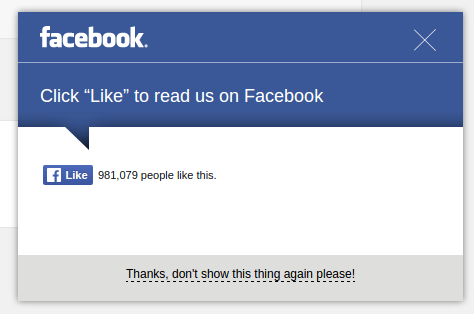 facebook.
Click “Like” to read us on Facebook
f Like 981,079 people like this.
Thanks, don't show this thing again please!